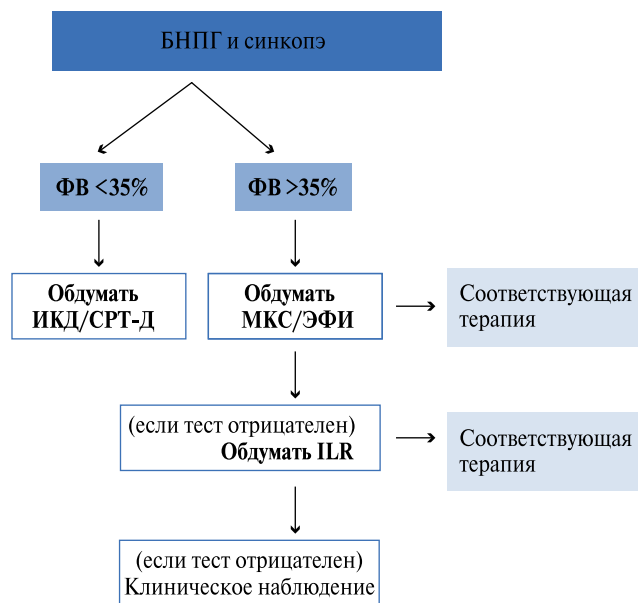 БНПГ и синкопэ
ФВ <35%
ФВ >35%
Обдумать
ИКД/СРТ-Д
Обдумать
МКС/ЭФИ
Соответствующая
терапия
(если тест отрицателен)
Обдумать ILR
Соответствующая
терапия
(если тест отрицателен)
Клиническое наблюдение